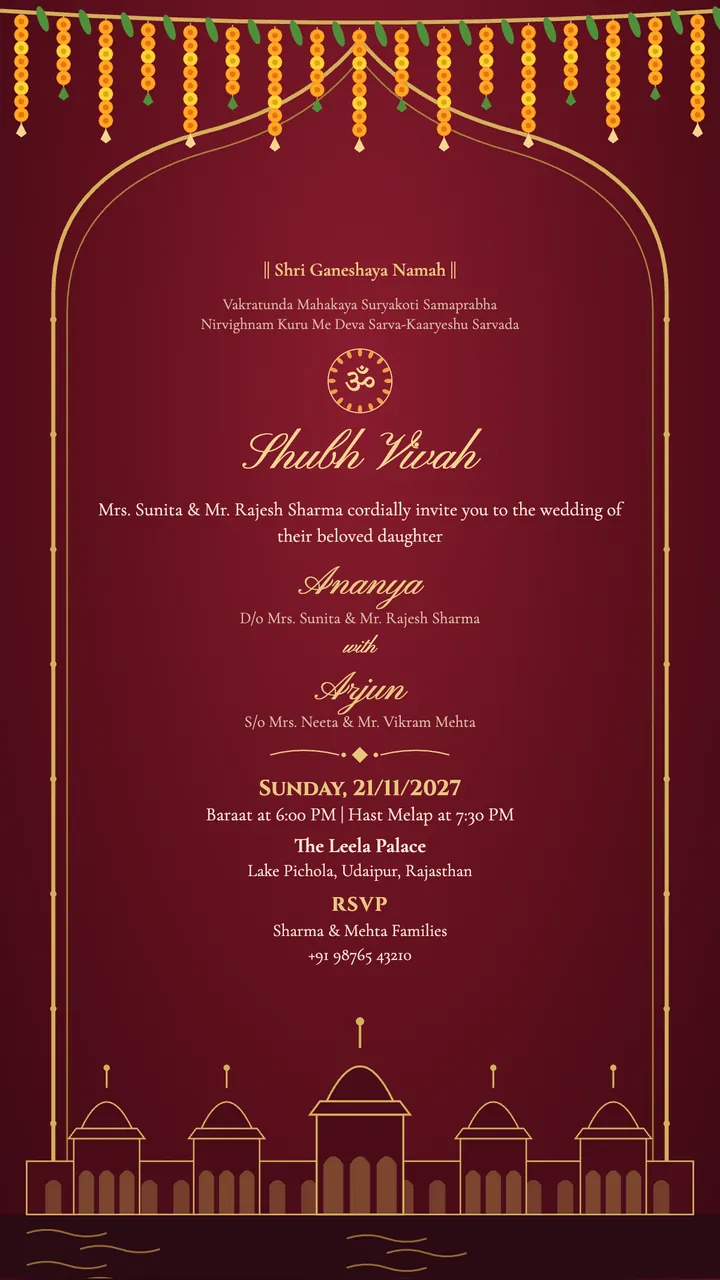 || Shri Ganeshaya Namah ||
Vakratunda Mahakaya Suryakoti Samaprabha
Nirvighnam Kuru Me Deva Sarva-Kaaryeshu Sarvada
ॐ
Shubh Vivah
Mrs. Sunita & Mr. Rajesh Sharma cordially invite you to the wedding of
their beloved daughter
Ananya
D/o Mrs. Sunita & Mr. Rajesh Sharma
with
Arjun
S/o Mrs. Neeta & Mr. Vikram Mehta
Sunday, 21/11/2027
Baraat at 6:00 PM | Hast Melap at 7:30 PM
The Leela Palace
Lake Pichola, Udaipur, Rajasthan
RSVP
Sharma & Mehta Families
+91 98765 43210